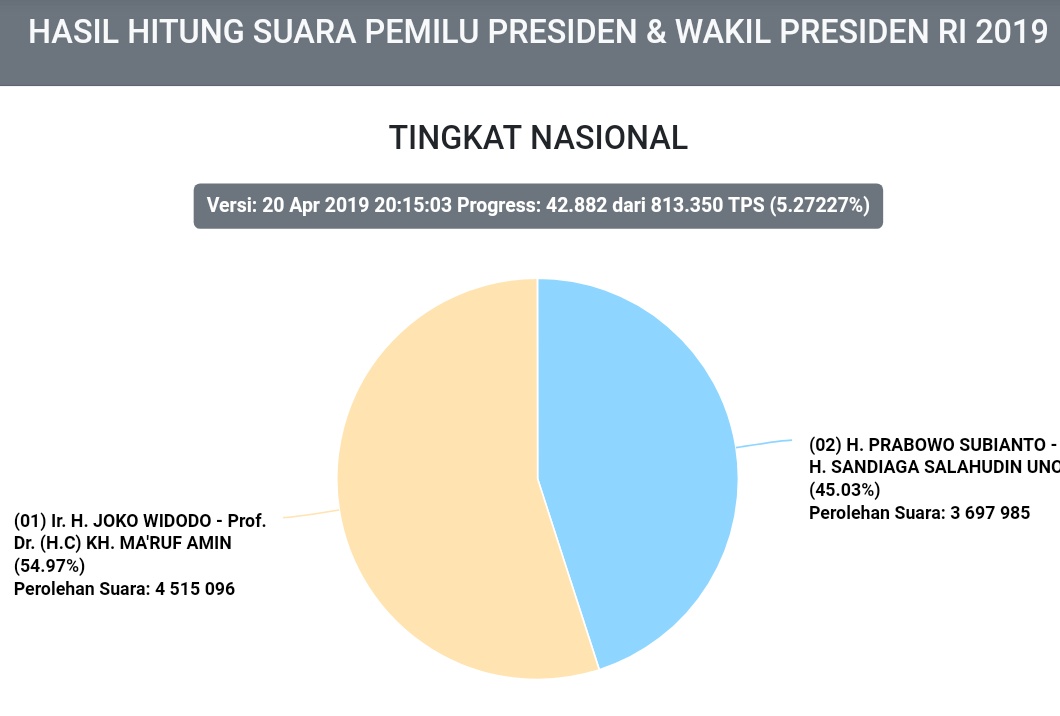 HASIL HITUNG SUARA PEMILU PRESIDEN & WAKIL PRESIDEN RI 2019
TINGKAT NASIONAL
Versi: 20 Apr 2019 20:15:03 Progress: 42.882 dari 813.350 TPS (5.27227%)
(02) H. PRABOWO SUBIANTO -
H. SANDIAGA SALAHUDIN UNO
(45.03%)
Perolehan Suara: 3 697 985
(01) Ir. H. JOKO WIDODO - Prof.
Dr. (H.C) KH. MA'RUF AMIN
(54.97%)
Perolehan Suara: 4 515 096